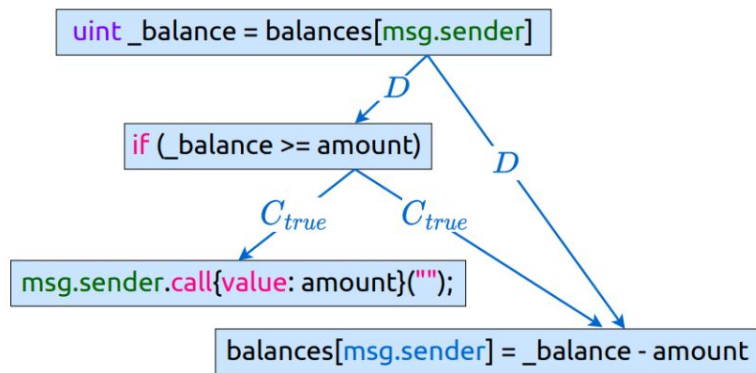 uint _balance = balances[msg.sender]
D
if (_balance >= amount)
D
C_true C_true
msg.sender.call{value: amount}("");
balances[msg.sender] = _balance - amount